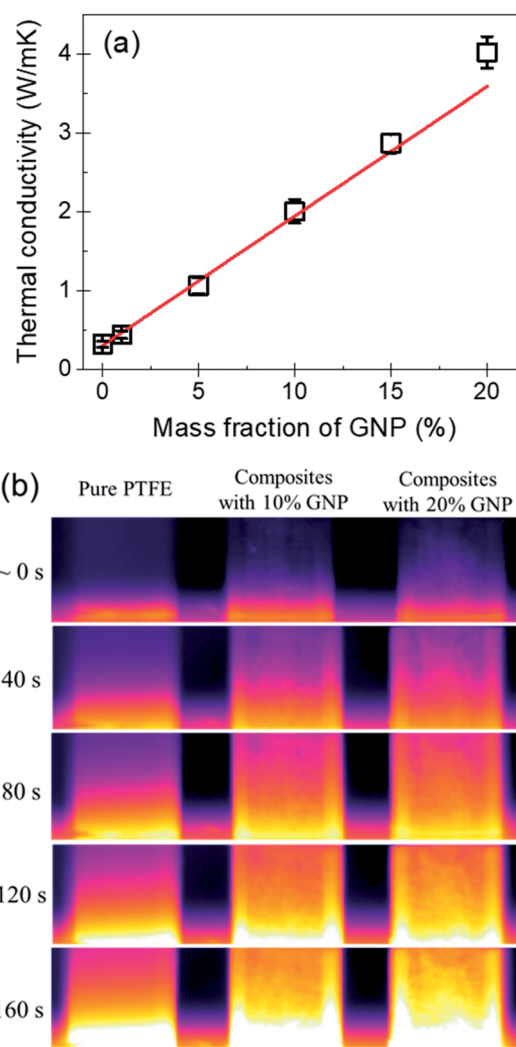 (a)
Thermal conductivity (W/mK)
4
3
2
1
0
0 5 10 15 20
Mass fraction of GNP (%)
(b)
Pure PTFE
Composites
with 10% GNP
Composites
with 20% GNP
~ 0 s
40 s
80 s
120 s
160 s